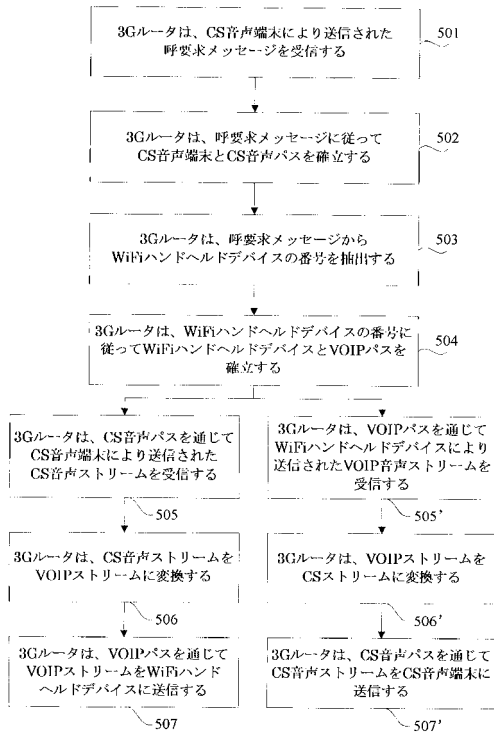 3Gルータは、CS音声端末により送信された
呼要求メッセージを受信する
501
3Gルータは、呼要求メッセージに従って
CS音声端末とCS音声パスを確立する
502
3Gルータは、呼要求メッセージから
WiFiハンドヘルドデバイスの番号を抽出する
503
3Gルータは、WiFiハンドヘルドデバイスの番号に
従ってWiFiハンドヘルドデバイスとVOIPパスを
確立する
504
3Gルータは、CS音声パスを通じて
CS音声端末により送信された
CS音声ストリームを受信する
505
3Gルータは、CS音声ストリームを
VOIPストリームに変換する
506
3Gルータは、VOIPパスを通じて
VOIPストリームをWiFiハンド
ヘルドデバイスに送信する
507
3Gルータは、VOIPパスを通じて
WiFiハンドヘルドデバイスにより
送信されたVOIP音声ストリームを
受信する
505'
3Gルータは、VOIPストリームを
CSストリームに変換する
506'
3Gルータは、CS音声パスを通じて
CS音声ストリームをCS音声端末に
送信する
507'